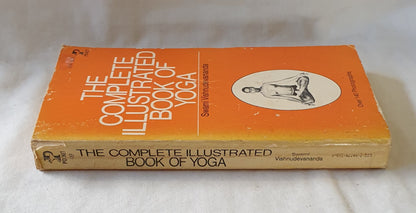 THE
COMPLETE
ILLUSTRATED
BOOK OF
YOGA
Swami Vishnudevananda
THE COMPLETE ILLUSTRATED
BOOK OF YOGA
Swami
Vishnudevananda